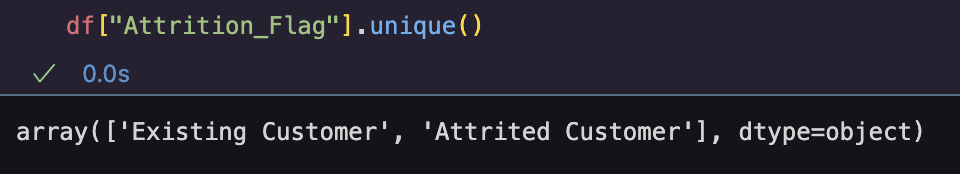 df["Attrition_Flag"].unique()
0.0s
array(['Existing Customer', 'Attrited Customer'], dtype=object)